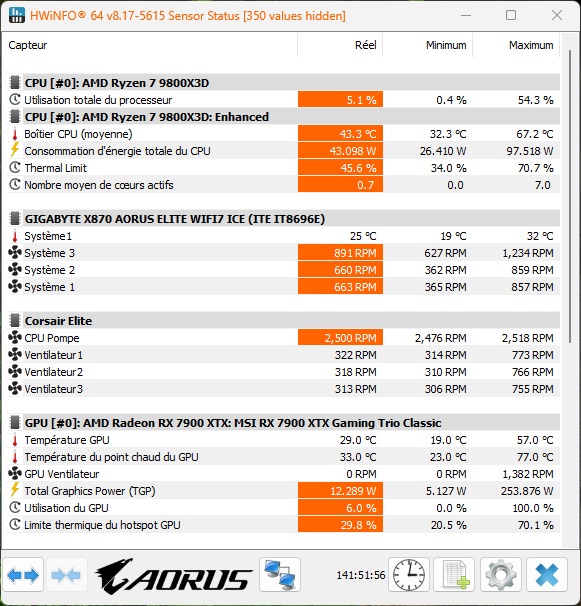 HWiNFO® 64 v8.17-5615 Sensor Status [350 values hidden]
Capteur Réel Minimum Maximum
CPU [#0]: AMD Ryzen 7 9800X3D
Utilisation totale du processeur 5.1 % 0.4 % 54.3 %
CPU [#0]: AMD Ryzen 7 9800X3D: Enhanced
Boîtier CPU (moyenne) 43.3 °C 32.3 °C 67.2 °C
Consommation d'énergie totale du CPU 43.098 W 26.410 W 97.518 W
Thermal Limit 45.6 % 34.0 % 70.7 %
Nombre moyen de cœurs actifs 0.7 0.0 7.0
GIGABYTE X870 AORUS ELITE WIFI7 ICE (ITE IT8696E)
Système1 25 °C 19 °C 32 °C
Système 3 891 RPM 627 RPM 1,234 RPM
Système 2 660 RPM 362 RPM 859 RPM
Système 1 663 RPM 365 RPM 857 RPM
Corsair Elite
CPU Pompe 2,500 RPM 2,476 RPM 2,518 RPM
Ventilateur1 322 RPM 314 RPM 773 RPM
Ventilateur2 318 RPM 310 RPM 766 RPM
Ventilateur3 313 RPM 306 RPM 755 RPM
GPU [#0]: AMD Radeon RX 7900 XTX: MSI RX 7900 XTX Gaming Trio Classic
Température GPU 29.0 °C 19.0 °C 57.0 °C
Température du point chaud du GPU 33.0 °C 23.0 °C 77.0 °C
GPU Ventilateur 0 RPM 0 RPM 1,382 RPM
Total Graphics Power (TGP) 12.289 W 5.127 W 253.876 W
Utilisation du GPU 6.0 % 0.0 % 100.0 %
Limite thermique du hotspot GPU 29.8 % 20.5 % 70.1 %
AORUS 141:51:56